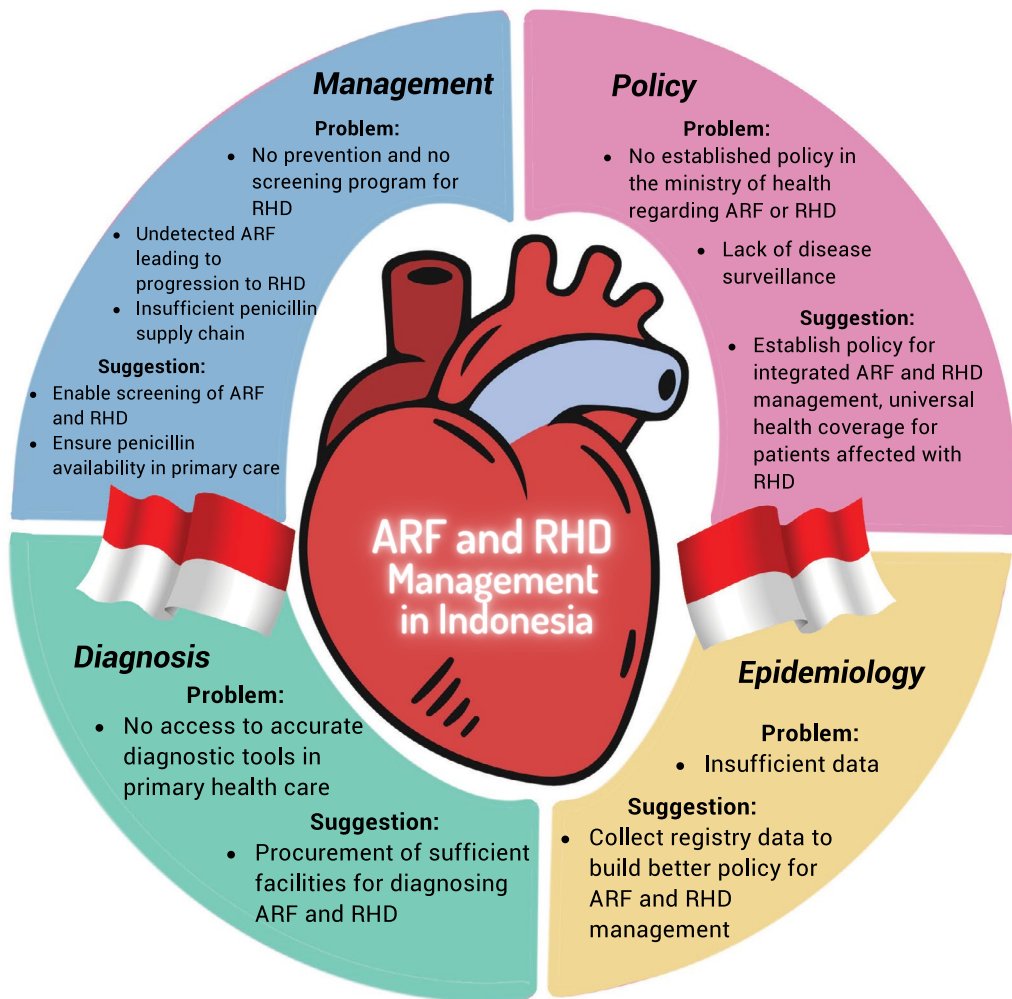 Management
Problem:
• No prevention and no
screening program for
RHD
• Undetected ARF
leading to
progression to RHD
• Insufficient penicillin
supply chain
Suggestion:
• Enable screening of ARF
and RHD
• Ensure penicillin
availability in primary care
Policy
Problem:
• No established policy in
the ministry of health
regarding ARF or RHD
• Lack of disease
surveillance
Suggestion:
• Establish policy for
integrated ARF and RHD
management, universal
health coverage for
patients affected with
RHD
ARF and RHD
Management
in Indonesia
Diagnosis
Problem:
• No access to accurate
diagnostic tools in
primary health care
Suggestion:
• Procurement of sufficient
facilities for diagnosing
ARF and RHD
Epidemiology
Problem:
• Insufficient data
Suggestion:
• Collect registry data to
build better policy for
ARF and RHD
management